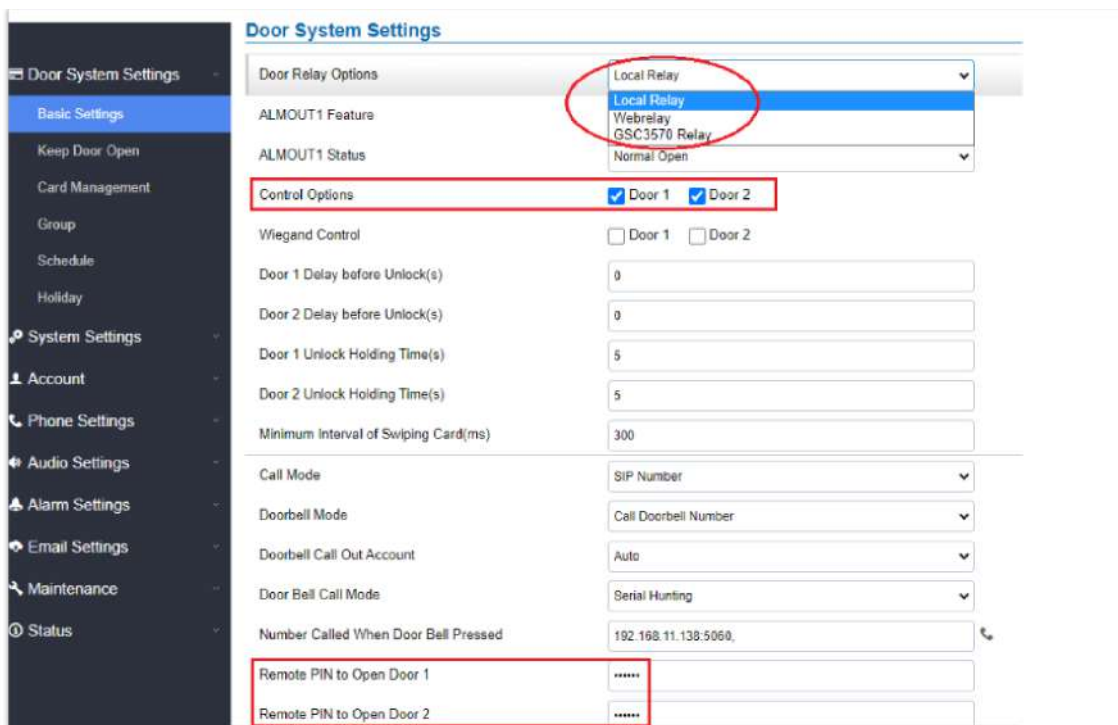 Door System Settings
Door System Settings
Basic Settings
Keep Door Open
Card Management
Group
Schedule
Holiday
System Settings
Account
Phone Settings
Audio Settings
Alarm Settings
Email Settings
Maintenance
Status
Door Relay Options Local Relay
Local Relay
Webrelay
GSC3570 Relay
ALMOUT1 Feature
ALMOUT1 Status Normal Open
Control Options Door 1 Door 2
Wiegand Control Door 1 Door 2
Door 1 Delay before Unlock(s) 0
Door 2 Delay before Unlock(s) 0
Door 1 Unlock Holding Time(s) 5
Door 2 Unlock Holding Time(s) 5
Minimum Interval of Swiping Card(ms) 300
Call Mode SIP Number
Doorbell Mode Call Doorbell Number
Doorbell Call Out Account Auto
Door Bell Call Mode Serial Hunting
Number Called When Door Bell Pressed 192.168.11.138:5060,
Remote PIN to Open Door 1 ••••••
Remote PIN to Open Door 2 ••••••